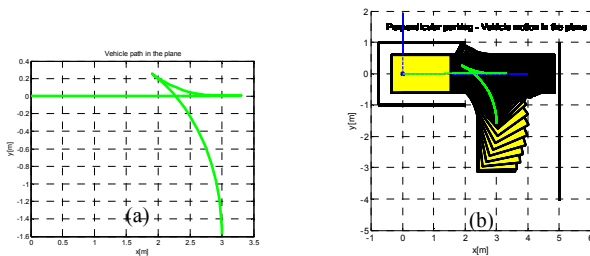 Vehicle path in the plane
0.4
0.2
0
-0.2
-0.4
-0.6
-0.8
-1
-1.2
-1.4
-1.6
y[m]
0 0.5 1 1.5 2 2.5 3 3.5
x[m]
(a)
Perpendicular parking - Vehicle motion in the plane
2
1
0
-1
-2
-3
-4
-5
y[m]
-1 0 1 2 3 4 5 6
x[m]
(b)